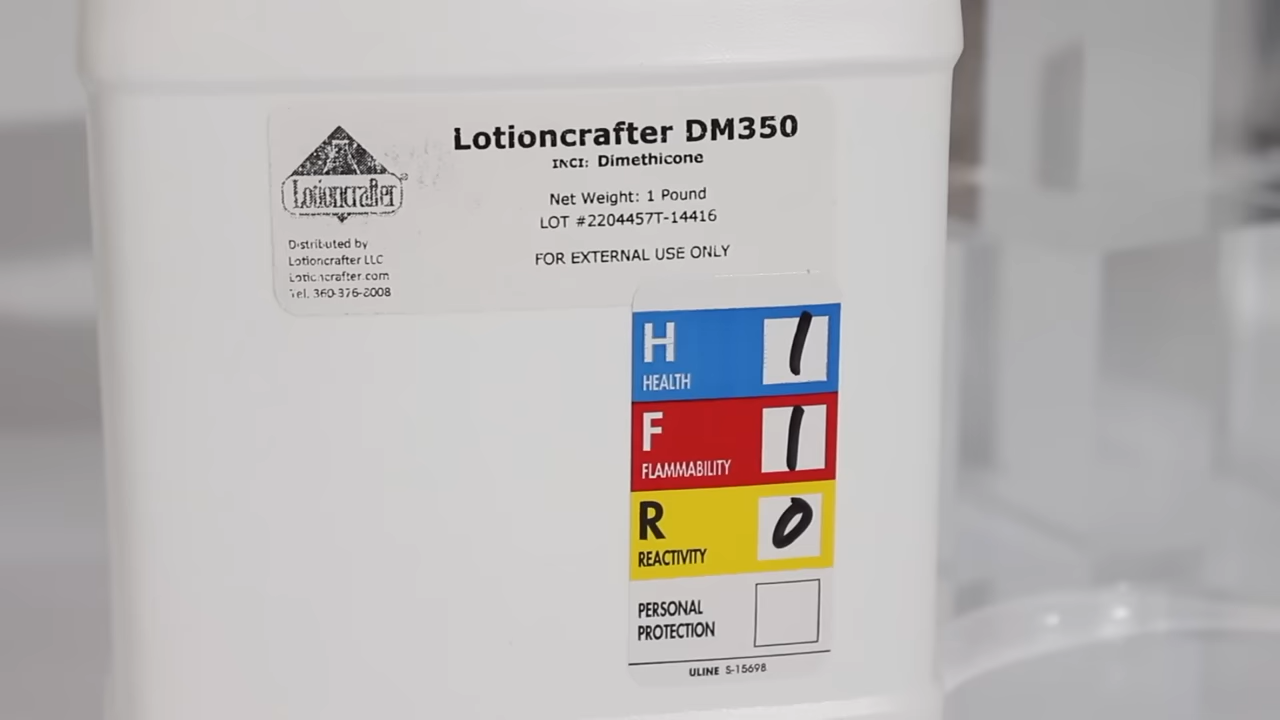 Lotioncrafter DM350
INCI: Dimethicone
Net Weight: 1 Pound
LOT #2204457T-14416
FOR EXTERNAL USE ONLY
Lotioncrafter
Distributed by
Lotioncrafter LLC
Lotioncrafter.com
Tel. 360-376-2008
H 1
HEALTH
F 1
FLAMMABILITY
R 0
REACTIVITY
PERSONAL
PROTECTION
ULINE S-15698